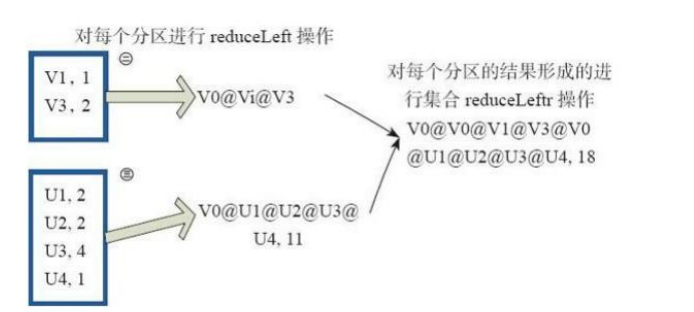 对每个分区进行 reduceLeft 操作
㊁
V1, 1
V3, 2
V0@Vi@V3
对每个分区的结果形成的进
行集合 reduceLeftr 操作
V0@V0@V1@V3@V0
@U1@U2@U3@U4, 18
㊂
U1, 2
U2, 2
U3, 4
U4, 1
V0@U1@U2@U3@
U4, 11